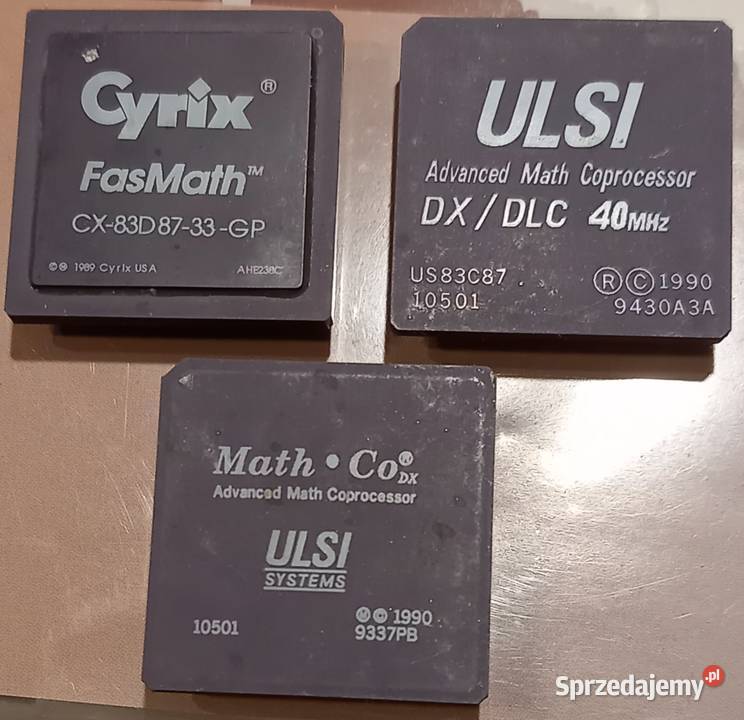 Cyrix ®
FasMath™
CX-83D87-33-GP
©Ⓜ 1989 Cyrix USA AHE238C
ULSI
Advanced Math Coprocessor
DX/DLC 40MHz
US83C87 ®©1990
10501 9430A3A
Math•Co® DX
Advanced Math Coprocessor
ULSI
SYSTEMS
Ⓜ© 1990
10501 9337PB
Sprzedajemy.pl